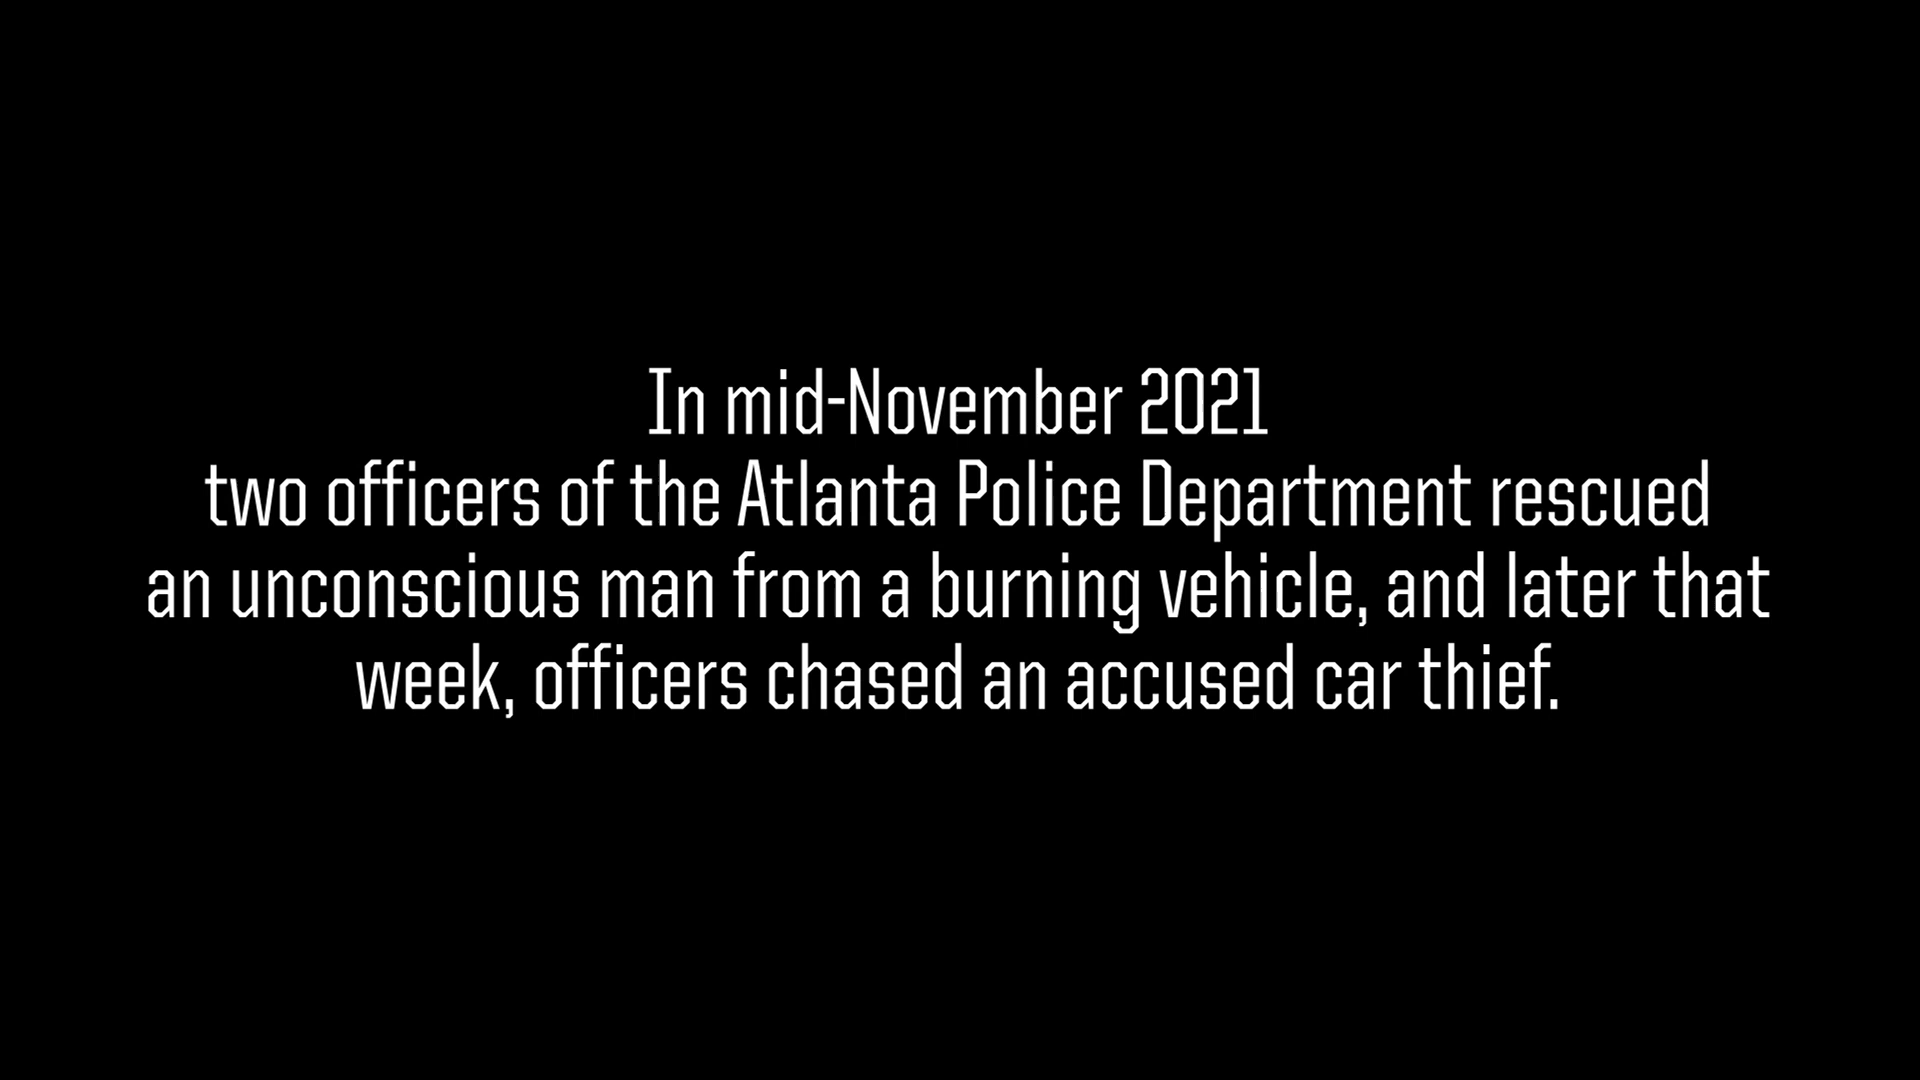 In mid-November 2021
two officers of the Atlanta Police Department rescued
an unconscious man from a burning vehicle, and later that
week, officers chased an accused car thief.